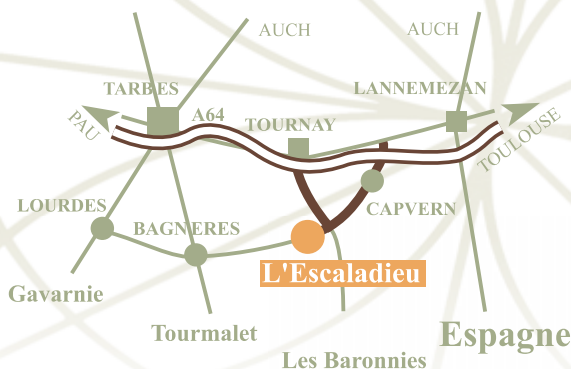 AUCH
AUCH
TARBES
LANNEMEZAN
A64
PAU
TOURNAY
TOULOUSE
LOURDES
BAGNERES
CAPVERN
L'Escaladieu
Gavarnie
Tourmalet
Espagne
Les Baronnies